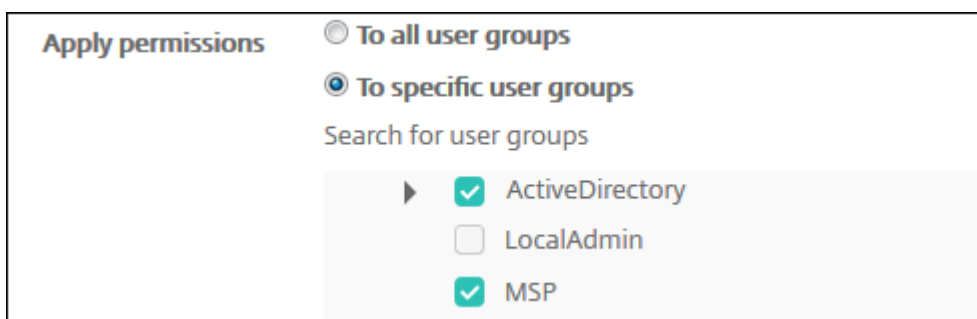 Apply permissions
To all user groups
To specific user groups
Search for user groups
ActiveDirectory
LocalAdmin
MSP